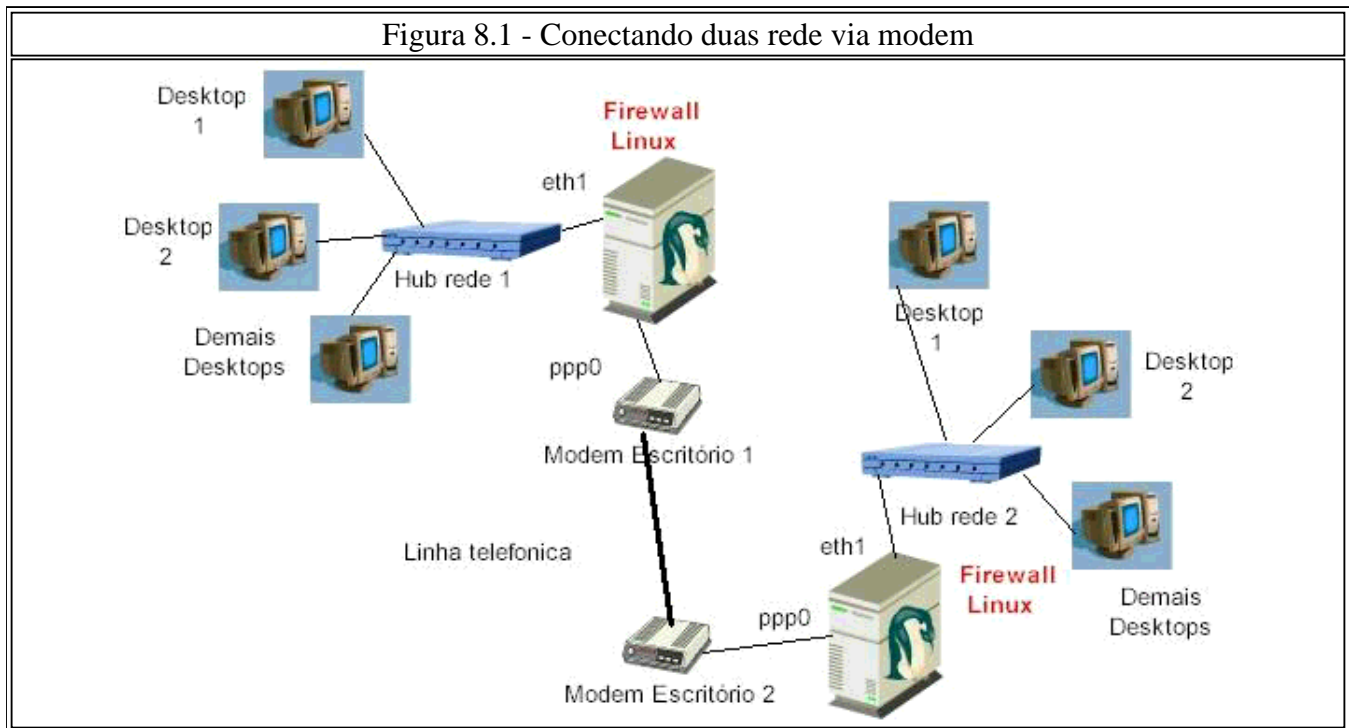 Figura 8.1 - Conectando duas rede via modem
Desktop
1
Firewall
Linux
eth1
Desktop
2
Hub rede 1
Demais
Desktops
ppp0
Modem Escritório 1
Desktop
1
Desktop
2
Hub rede 2
Linha telefonica
eth1
Firewall
Linux
Demais
Desktops
ppp0
Modem Escritório 2